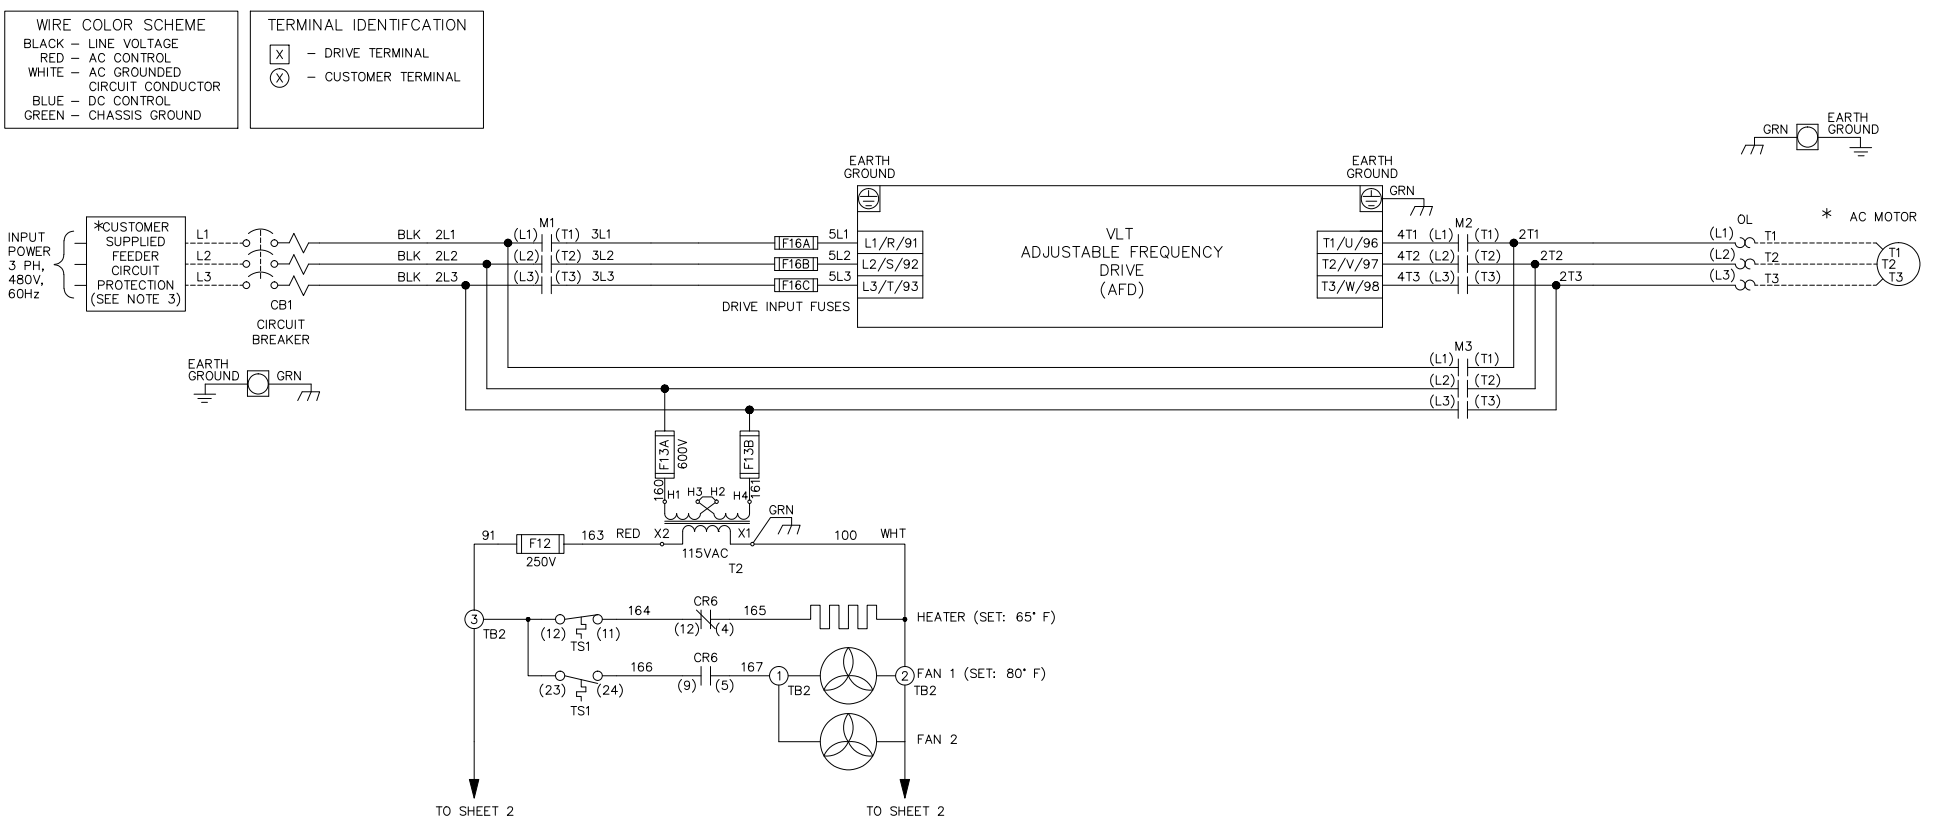 WIRE COLOR SCHEME
BLACK – LINE VOLTAGE
RED – AC CONTROL
WHITE – AC GROUNDED
CIRCUIT CONDUCTOR
BLUE – DC CONTROL
GREEN – CHASSIS GROUND
TERMINAL IDENTIFCATION
X – DRIVE TERMINAL
X – CUSTOMER TERMINAL
GRN
EARTH
GROUND
INPUT
POWER
3 PH,
480V,
60Hz
*CUSTOMER
SUPPLIED
FEEDER
CIRCUIT
PROTECTION
(SEE NOTE 3)
L1
L2
L3
CB1
CIRCUIT
BREAKER
BLK 2L1
BLK 2L2
BLK 2L3
M1
(L1) (T1) 3L1
(L2) (T2) 3L2
(L3) (T3) 3L3
F16A 5L1
F16B 5L2
F16C 5L3
DRIVE INPUT FUSES
EARTH
GROUND
L1/R/91
L2/S/92
L3/T/93
VLT
ADJUSTABLE FREQUENCY
DRIVE
(AFD)
EARTH
GROUND
GRN
T1/U/96
T2/V/97
T3/W/98
M2
4T1 (L1) (T1) 2T1
4T2 (L2) (T2) 2T2
4T3 (L3) (T3) 2T3
OL
(L1) T1
(L2) T2
(L3) T3
* AC MOTOR
T1
T2
T3
EARTH
GROUND
GRN
M3
(L1) (T1)
(L2) (T2)
(L3) (T3)
F13A
600V
F13B
160
161
H1 H3 H2 H4
GRN
91 F12 163 RED X2 X1 100 WHT
250V
115VAC
T2
3
TB2
(12) (11)
TS1
164
CR6
(12) (4)
165
HEATER (SET: 65° F)
(23) (24)
TS1
166
CR6
(9) (5)
167
1
TB2
2
TB2
FAN 1 (SET: 80° F)
FAN 2
TO SHEET 2
TO SHEET 2